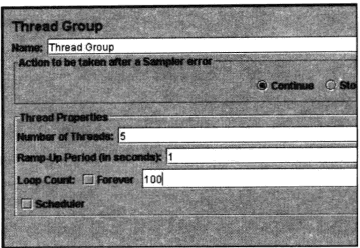 Thread Group
Name: Thread Group
Action to be taken after a Sampler error
Continue
Thread Properties
Number of Threads: 5
Ramp-Up Period (in seconds): 1
Loop Count: Forever 100
Scheduler